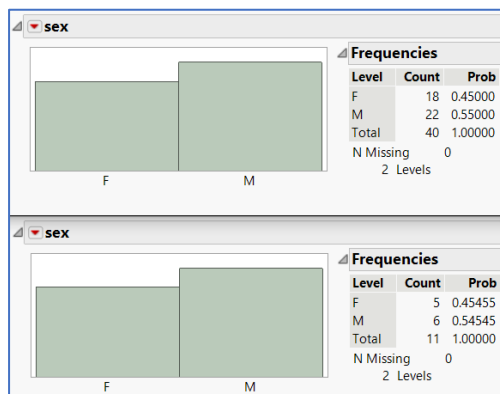 sex
Frequencies
Level Count Prob
F 18 0.45000
M 22 0.55000
Total 40 1.00000
N Missing 0
2 Levels
F M
sex
Frequencies
Level Count Prob
F 5 0.45455
M 6 0.54545
Total 11 1.00000
N Missing 0
2 Levels
F M